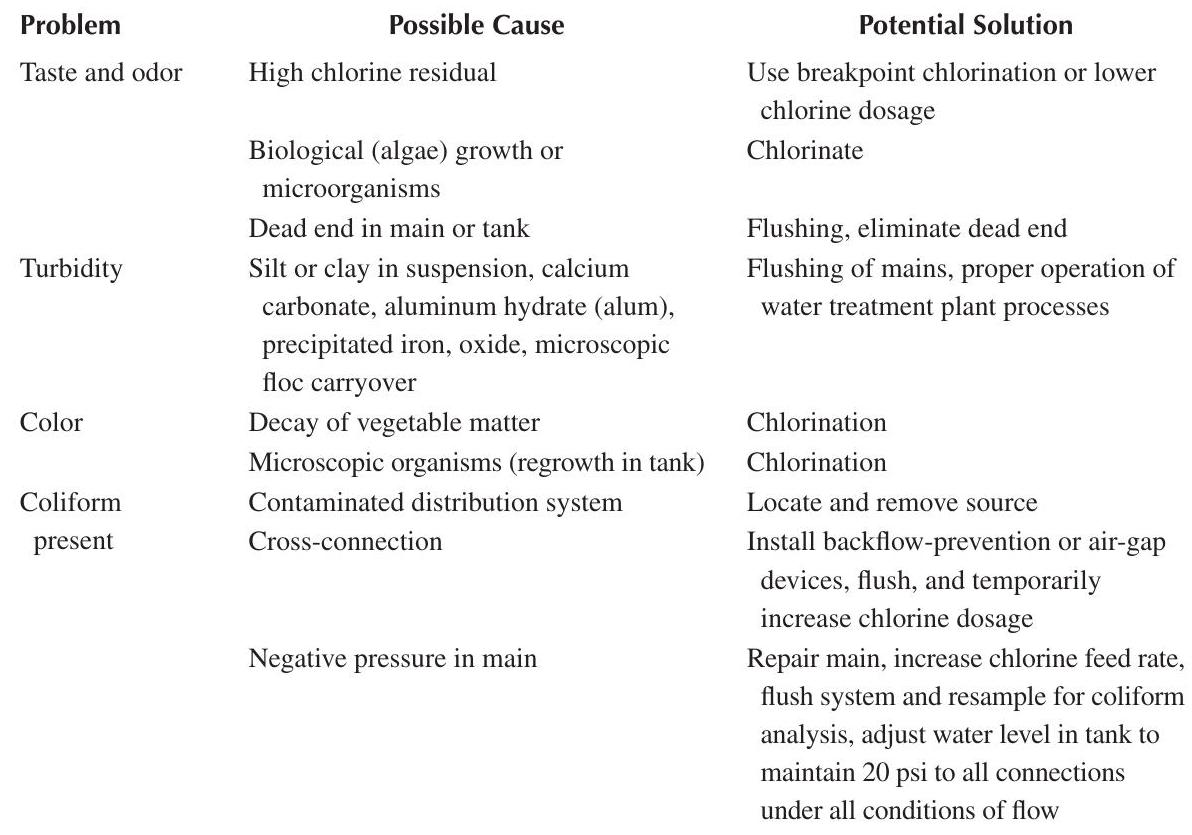 Problem Possible Cause Potential Solution
Taste and odor High chlorine residual Use breakpoint chlorination or lower
chlorine dosage
Biological (algae) growth or Chlorinate
microorganisms
Dead end in main or tank Flushing, eliminate dead end
Turbidity Silt or clay in suspension, calcium Flushing of mains, proper operation of
carbonate, aluminum hydrate (alum), water treatment plant processes
precipitated iron, oxide, microscopic
floc carryover
Color Decay of vegetable matter Chlorination
Microscopic organisms (regrowth in tank) Chlorination
Coliform Contaminated distribution system Locate and remove source
present Cross-connection Install backflow-prevention or air-gap
devices, flush, and temporarily
increase chlorine dosage
Negative pressure in main Repair main, increase chlorine feed rate,
flush system and resample for coliform
analysis, adjust water level in tank to
maintain 20 psi to all connections
under all conditions of flow